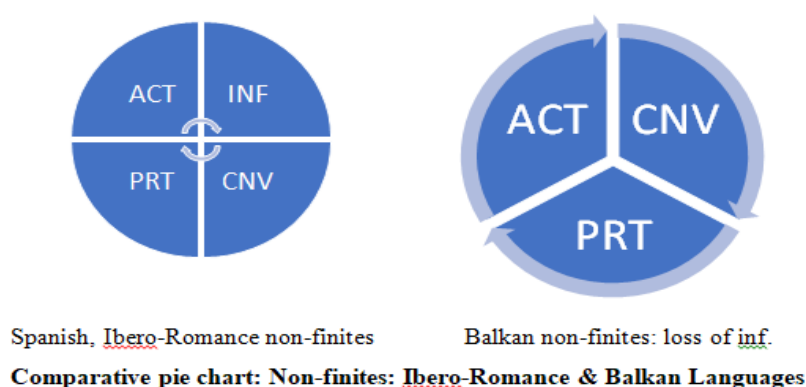 ACT INF
PRT CNV
ACT CNV
PRT
Spanish, Ibero-Romance non-finites
Balkan non-finites: loss of inf.
Comparative pie chart: Non-finites: Ibero-Romance & Balkan Languages